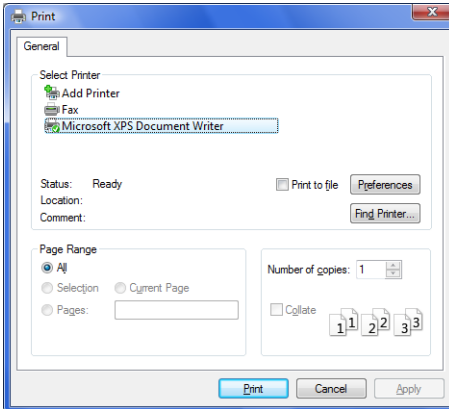 Print
General
Select Printer
Add Printer
Fax
Microsoft XPS Document Writer
Status: Ready
Print to file
Preferences
Location:
Comment:
Find Printer...
Page Range
All
Selection
Current Page
Pages:
Number of copies: 1
Collate
1 1 2 2 3 3
Print
Cancel
Apply